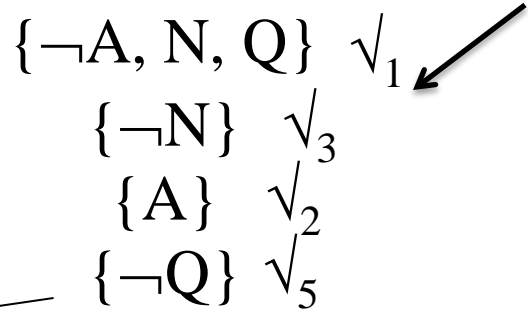 {¬A, N, Q} √1
{¬N} √3
{A} √2
{¬Q} √5